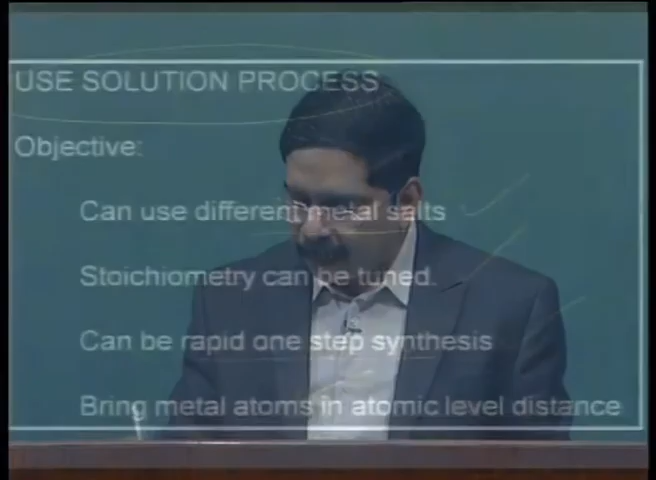 USE SOLUTION PROCESS
Objective:
Can use different metal salts
Stoichiometry can be tuned.
Can be rapid one step synthesis
Bring metal atoms in atomic level distance